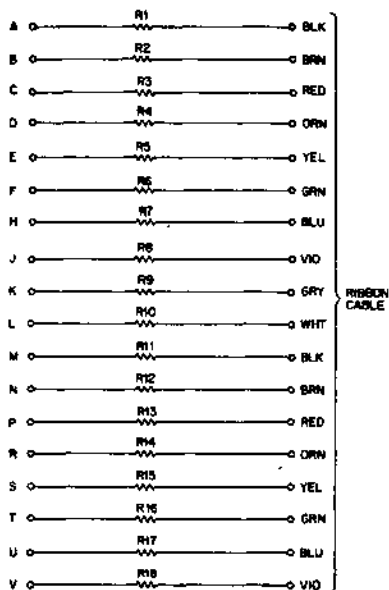 R1
A BLK
R2
B BRN
R3
C RED
R4
D ORN
R5
E YEL
R6
F GRN
R7
H BLU
R8
J VIO
R9
K GRY
RIBBON
CABLE
R10
L WHT
R11
M BLK
R12
N BRN
R13
P RED
R14
R ORN
R15
S YEL
R16
T GRN
R17
U BLU
R18
V VIO